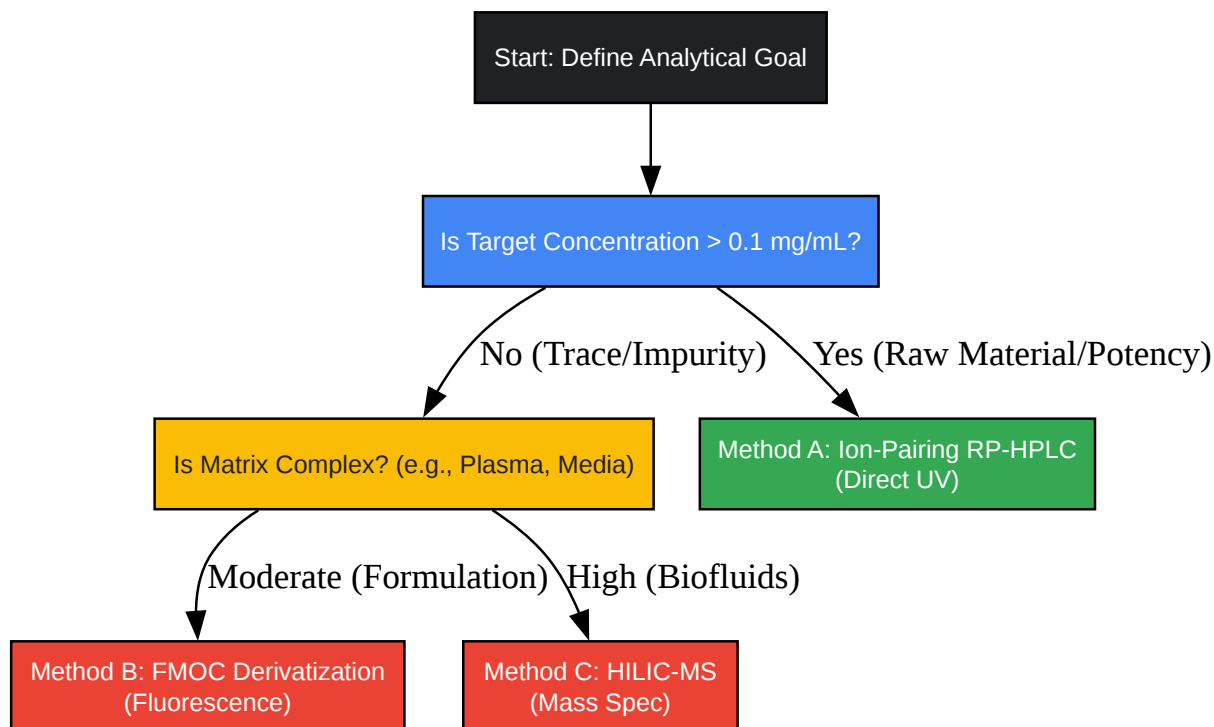 Start: Define Analytical Goal
Is Target Concentration > 0.1 mg/mL?
No (Trace/Impurity)
Yes (Raw Material/Potency)
Is Matrix Complex? (e.g., Plasma, Media)
Method A: Ion-Pairing RP-HPLC
(Direct UV)
Moderate (Formulation)
High (Biofluids)
Method B: FMOC Derivatization
(Fluorescence)
Method C: HILIC-MS
(Mass Spec)